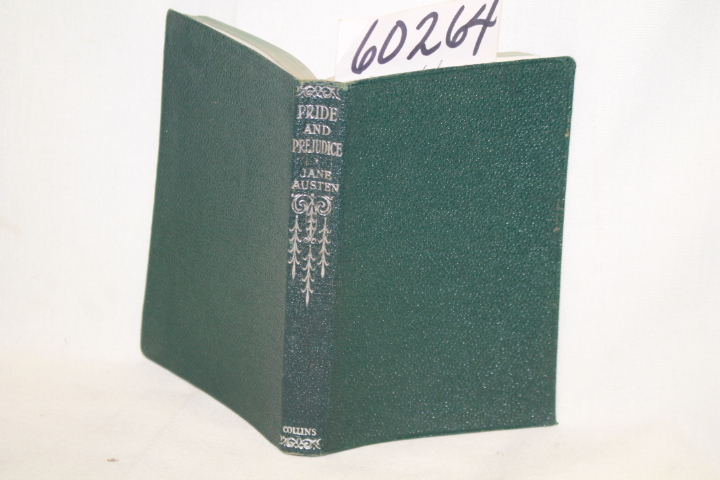 60264
PRIDE
AND
PREJUDICE
JANE
AUSTEN
COLLINS